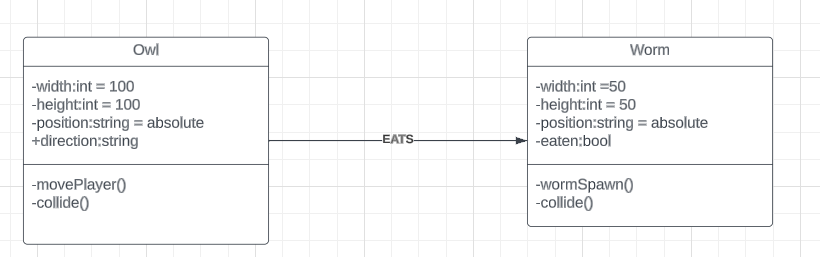 Owl
-width:int = 100
-height:int = 100
-position:string = absolute
+direction:string
-movePlayer()
-collide()
EATS
Worm
-width:int =50
-height:int = 50
-position:string = absolute
-eaten:bool
-wormSpawn()
-collide()